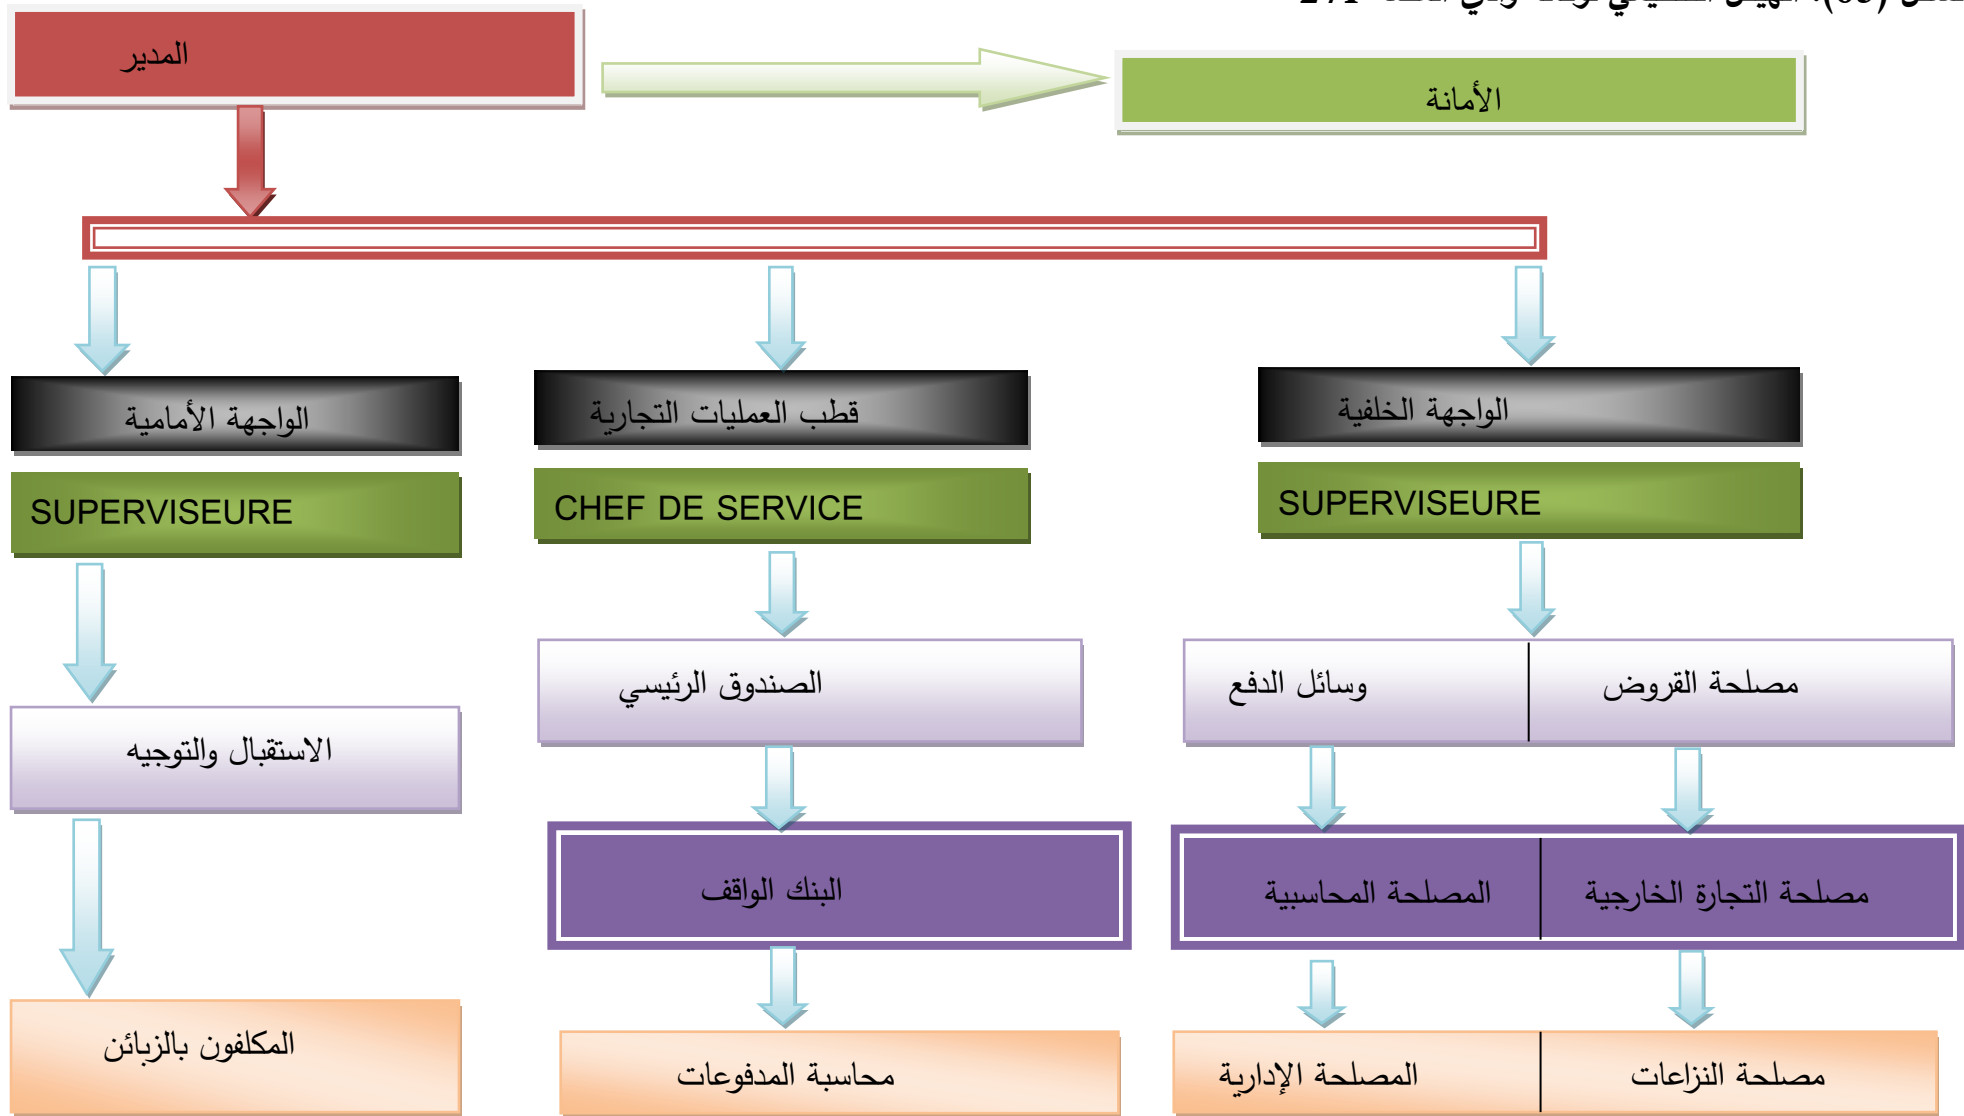 المدير
الأمانة
الواجهة الأمامية
قطب العمليات التجارية
الواجهة الخلفية
SUPERVISEURE
CHEF DE SERVICE
SUPERVISEURE
الاستقبال والتوجيه
الصندوق الرئيسي
وسائل الدفع
مصلحة القروض
البنك الواقف
المصلحة المحاسبية
مصلحة التجارة الخارجية
المكلفون بالزبائن
محاسبة المدفوعات
المصلحة الإدارية
مصلحة النزاعات